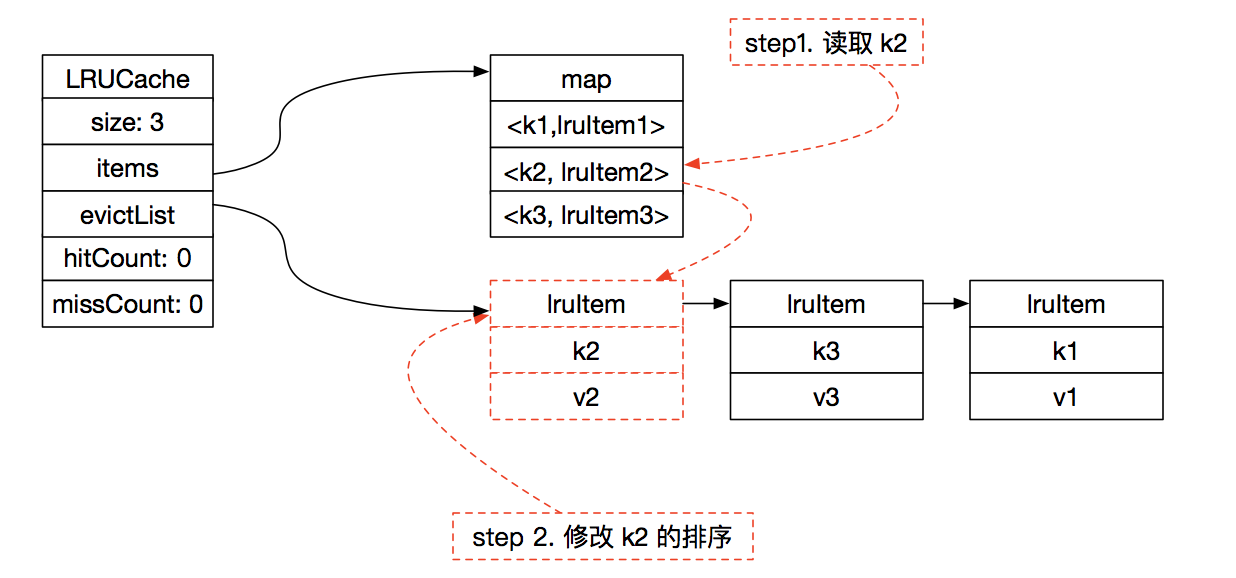 LRUCache
size: 3
items
evictList
hitCount: 0
missCount: 0
map
<k1,lruItem1>
<k2, lruItem2>
<k3, lruItem3>
step1. 读取 k2
lruItem
k2
v2
lruItem
k3
v3
lruItem
k1
v1
step 2. 修改 k2 的排序